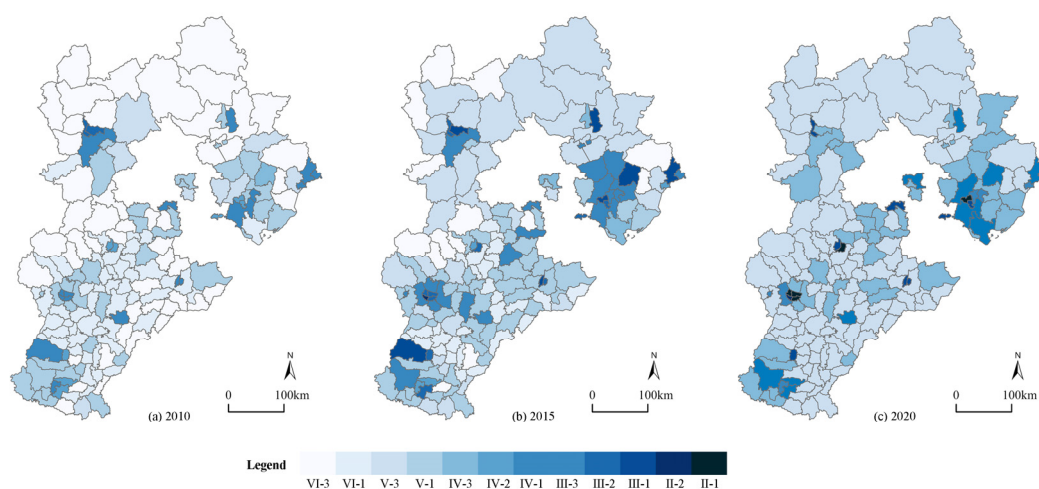 N
N
N
0 100km
0 100km
0 100km
(a) 2010
(b) 2015
(c) 2020
Legend
VI-3 VI-1 V-3 V-1 IV-3 IV-2 IV-1 III-3 III-2 III-1 II-2 II-1